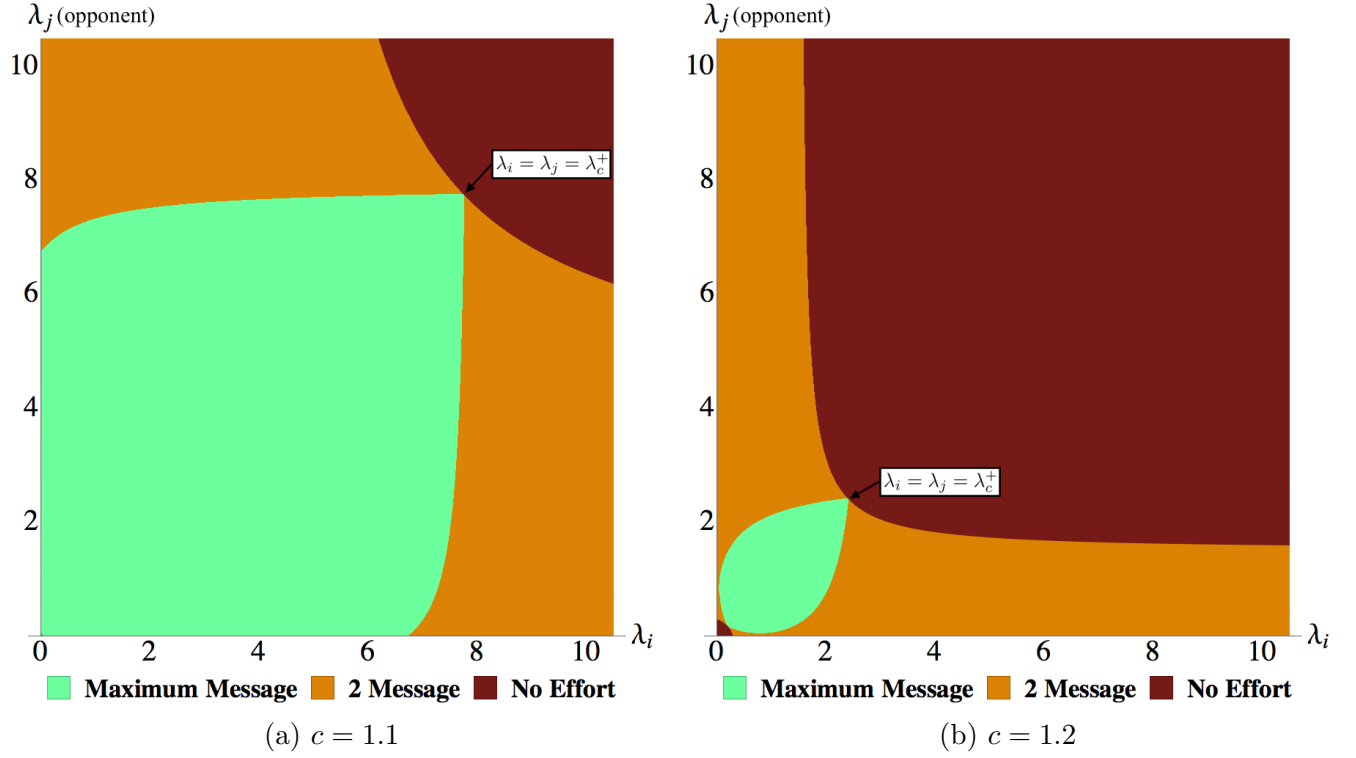 λj (opponent)
10
8
6
4
2
0 2 4 6 8 10 λi
λi = λj = λc+
Maximum Message 2 Message No Effort
(a) c = 1.1
λj (opponent)
10
8
6
4
2
0 2 4 6 8 10 λi
λi = λj = λc+
Maximum Message 2 Message No Effort
(b) c = 1.2